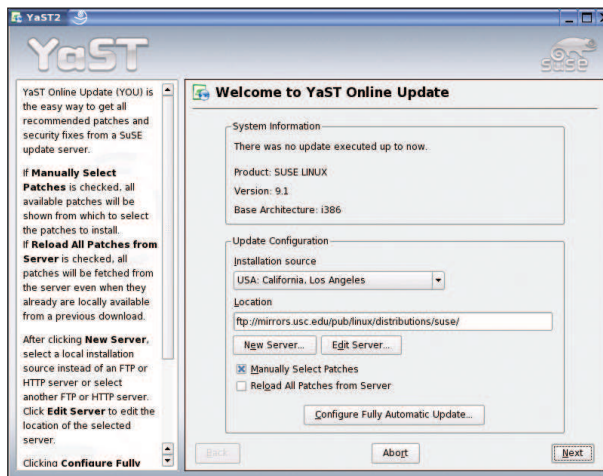 YaST2
YaST
SuSE
YaST Online Update (YOU) is
the easy way to get all
recommended patches and
security fixes from a SuSE
update server.
If Manually Select
Patches is checked, all
available patches will be
shown from which to select
the patches to install.
If Reload All Patches from
Server is checked, all
patches will be fetched from
the server even when they
already are locally available
from a previous download.
After clicking New Server,
select a local installation
source instead of an FTP or
HTTP server or select
another FTP or HTTP server.
Click Edit Server to edit the
location of the selected
server.
Clicking Configure Fully
Welcome to YaST Online Update
System Information
There was no update executed up to now.
Product: SUSE LINUX
Version: 9.1
Base Architecture: i386
Update Configuration
Installation source
USA: California, Los Angeles
Location
ftp://mirrors.usc.edu/pub/linux/distributions/suse/
New Server... Edit Server...
Manually Select Patches
Reload All Patches from Server
Configure Fully Automatic Update...
Back Abort Next